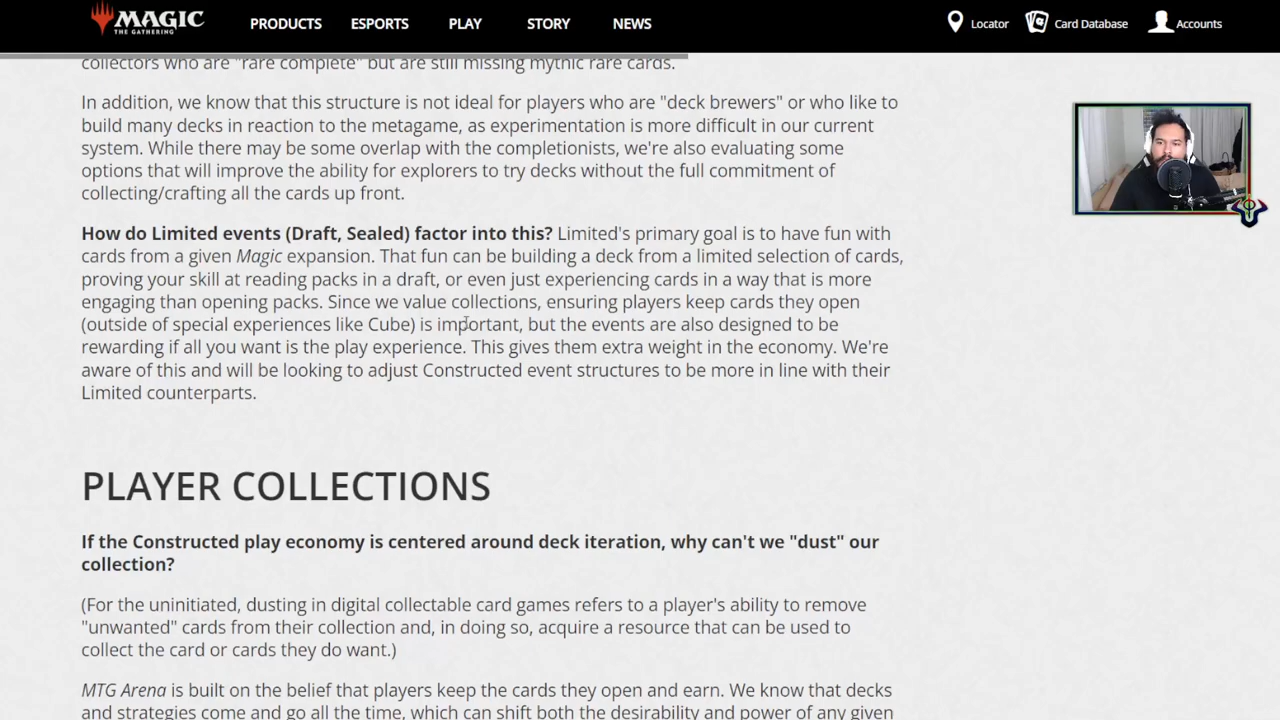 MAGIC
THE GATHERING
PRODUCTS ESPORTS PLAY STORY NEWS
Locator Card Database Accounts
collectors who are "rare complete" but are still missing mythic rare cards.
In addition, we know that this structure is not ideal for players who are "deck brewers" or who like to
build many decks in reaction to the metagame, as experimentation is more difficult in our current
system. While there may be some overlap with the completionists, we're also evaluating some
options that will improve the ability for explorers to try decks without the full commitment of
collecting/crafting all the cards up front.
How do Limited events (Draft, Sealed) factor into this? Limited's primary goal is to have fun with
cards from a given Magic expansion. That fun can be building a deck from a limited selection of cards,
proving your skill at reading packs in a draft, or even just experiencing cards in a way that is more
engaging than opening packs. Since we value collections, ensuring players keep cards they open
(outside of special experiences like Cube) is important, but the events are also designed to be
rewarding if all you want is the play experience. This gives them extra weight in the economy. We're
aware of this and will be looking to adjust Constructed event structures to be more in line with their
Limited counterparts.
PLAYER COLLECTIONS
If the Constructed play economy is centered around deck iteration, why can't we "dust" our
collection?
(For the uninitiated, dusting in digital collectable card games refers to a player's ability to remove
"unwanted" cards from their collection and, in doing so, acquire a resource that can be used to
collect the card or cards they do want.)
MTG Arena is built on the belief that players keep the cards they open and earn. We know that decks
and strategies come and go all the time, which can shift both the desirability and power of any given